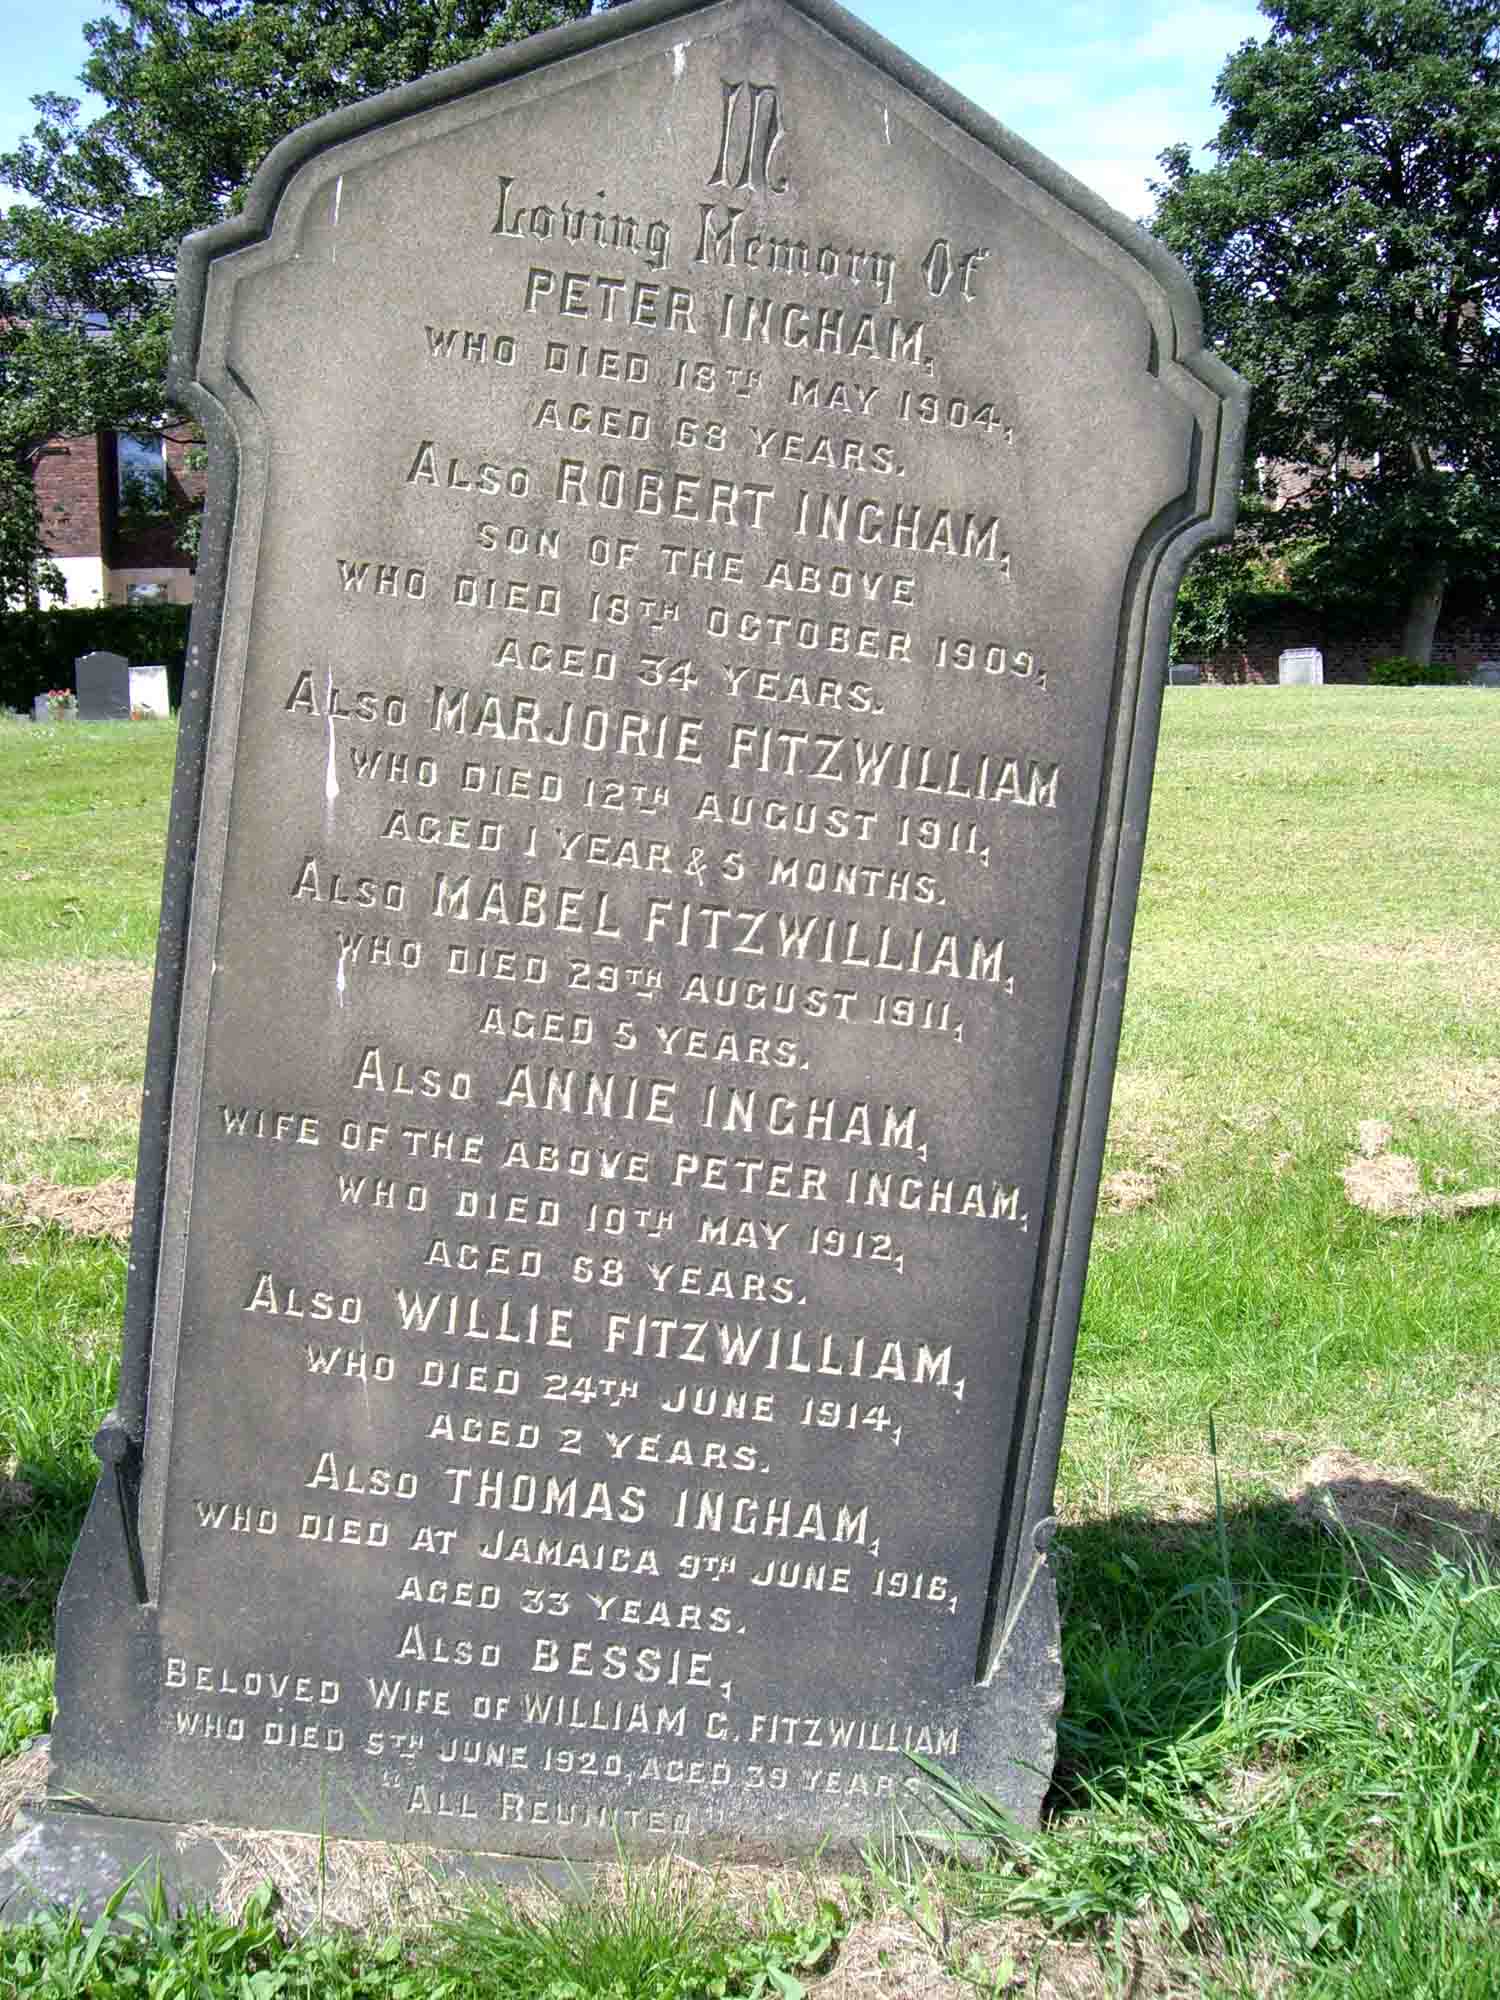 In
Loving Memory Of
PETER INGHAM,
WHO DIED 18TH MAY 1904,
AGED 68 YEARS.
ALSO ROBERT INGHAM,
SON OF THE ABOVE
WHO DIED 18TH OCTOBER 1909,
AGED 34 YEARS.
ALSO MARJORIE FITZWILLIAM
WHO DIED 12TH AUGUST 1911,
AGED 1 YEAR & 5 MONTHS.
ALSO MABEL FITZWILLIAM,
WHO DIED 29TH AUGUST 1911,
AGED 5 YEARS.
ALSO ANNIE INGHAM,
WIFE OF THE ABOVE PETER INGHAM,
WHO DIED 10TH MAY 1912,
AGED 68 YEARS.
ALSO WILLIE FITZWILLIAM,
WHO DIED 24TH JUNE 1914,
AGED 2 YEARS.
ALSO THOMAS INGHAM,
WHO DIED AT JAMAICA 9TH JUNE 1916,
AGED 33 YEARS.
ALSO BESSIE,
BELOVED WIFE OF WILLIAM G. FITZWILLIAM
WHO DIED 5TH JUNE 1920, AGED 39 YEARS
"ALL REUNITED"